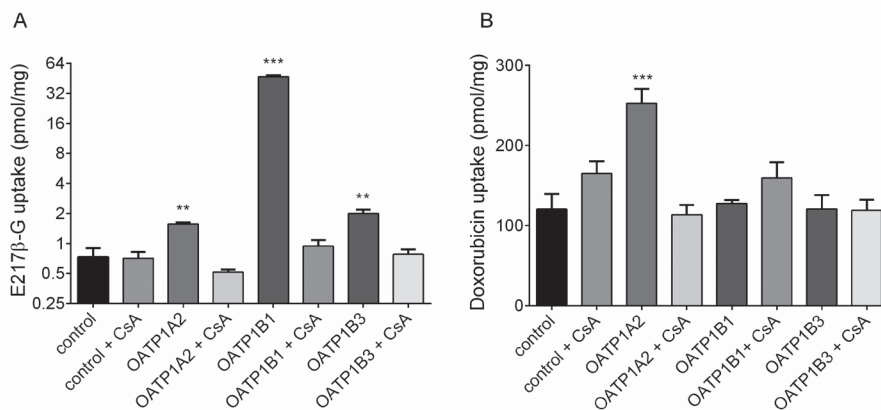 A
E217β-G uptake (pmol/mg)
64
32
16
8
4
2
1
0.5
0.25
**
***
**
control
control + CsA
OATP1A2
OATP1A2 + CsA
OATP1B1
OATP1B1 + CsA
OATP1B3
OATP1B3 + CsA
B
Doxorubicin uptake (pmol/mg)
300
200
100
0
***
control
control + CsA
OATP1A2
OATP1A2 + CsA
OATP1B1
OATP1B1+ CsA
OATP1B3
OATP1B3 + CsA